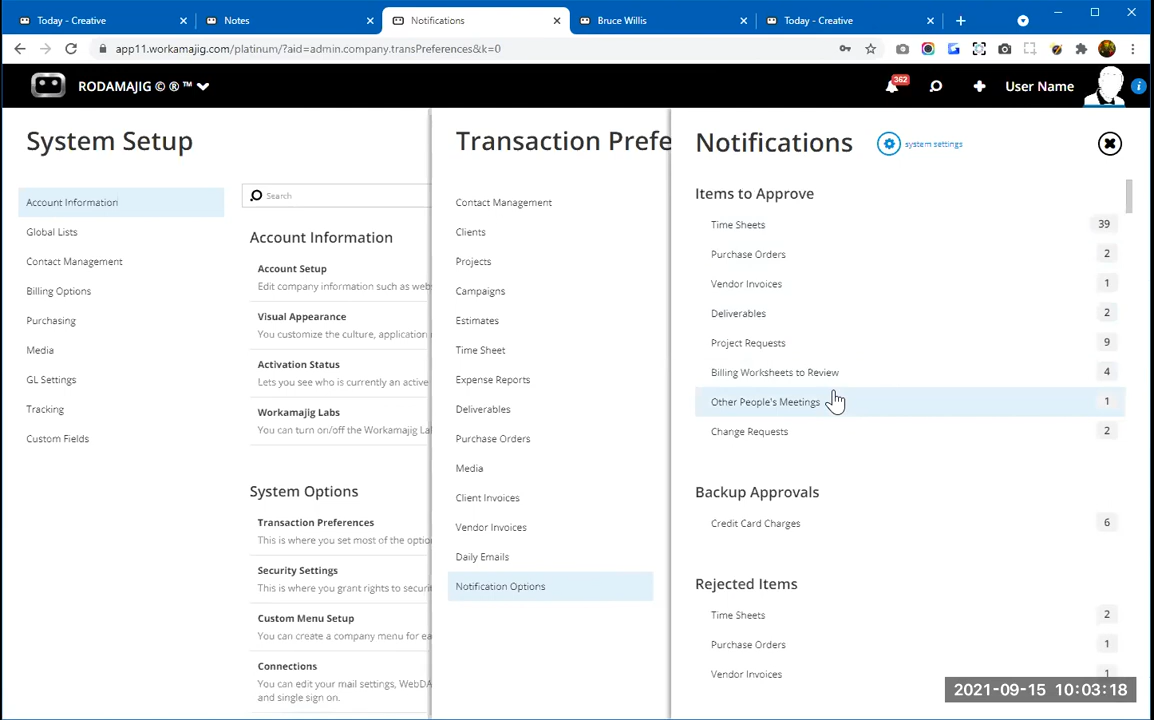 Today - Creative
Notes
Notifications
Bruce Willis
Today - Creative
app11.workamajig.com/platinum/?aid=admin.company.transPreferences&k=0
RODAMAJIG © ® ™
362
User Name
System Setup
Account Information
Global Lists
Contact Management
Billing Options
Purchasing
Media
GL Settings
Tracking
Custom Fields
Search
Account Information
Account Setup
Edit company information such as web
Visual Appearance
You customize the culture, application
Activation Status
Lets you see who is currently an active
Workamajig Labs
You can turn on/off the Workamajig Lab
System Options
Transaction Preferences
This is where you set most of the optio
Security Settings
This is where you grant rights to securi
Custom Menu Setup
You can create a company menu for ea
Connections
You can edit your mail settings, WebDA
and single sign on.
Transaction Prefe
Contact Management
Clients
Projects
Campaigns
Estimates
Time Sheet
Expense Reports
Deliverables
Purchase Orders
Media
Client Invoices
Vendor Invoices
Daily Emails
Notification Options
Notifications
system settings
Items to Approve
Time Sheets 39
Purchase Orders 2
Vendor Invoices 1
Deliverables 2
Project Requests 9
Billing Worksheets to Review 4
Other People's Meetings 1
Change Requests 2
Backup Approvals
Credit Card Charges 6
Rejected Items
Time Sheets 2
Purchase Orders 1
Vendor Invoices 1
2021-09-15 10:03:18